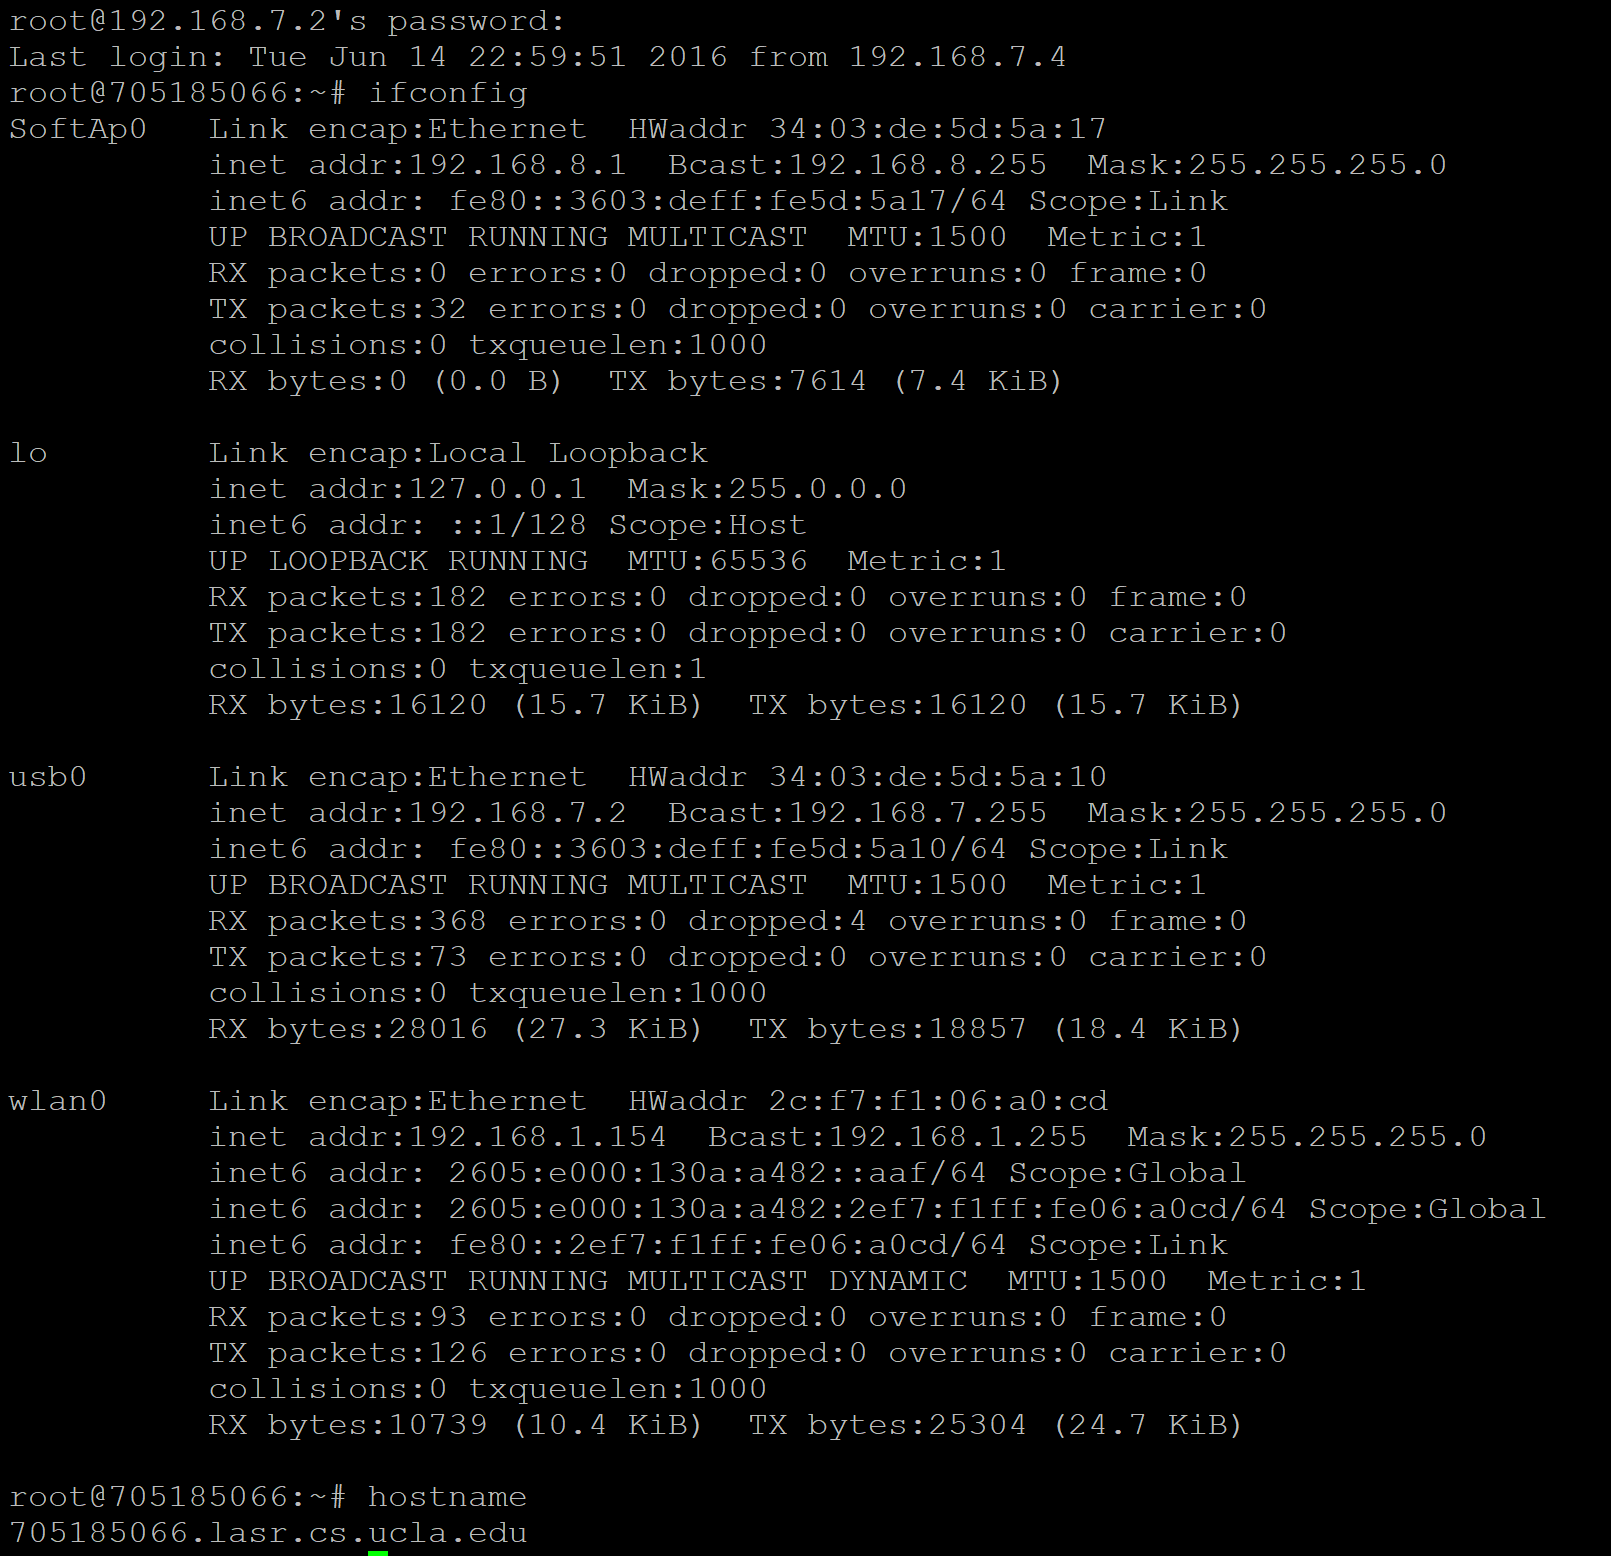 root@192.168.7.2's password:
Last login: Tue Jun 14 22:59:51 2016 from 192.168.7.4
root@705185066:~# ifconfig
SoftAp0   Link encap:Ethernet  HWaddr 34:03:de:5d:5a:17
          inet addr:192.168.8.1  Bcast:192.168.8.255  Mask:255.255.255.0
          inet6 addr: fe80::3603:deff:fe5d:5a17/64 Scope:Link
          UP BROADCAST RUNNING MULTICAST  MTU:1500  Metric:1
          RX packets:0 errors:0 dropped:0 overruns:0 frame:0
          TX packets:32 errors:0 dropped:0 overruns:0 carrier:0
          collisions:0 txqueuelen:1000
          RX bytes:0 (0.0 B)  TX bytes:7614 (7.4 KiB)

lo        Link encap:Local Loopback
          inet addr:127.0.0.1  Mask:255.0.0.0
          inet6 addr: ::1/128 Scope:Host
          UP LOOPBACK RUNNING  MTU:65536  Metric:1
          RX packets:182 errors:0 dropped:0 overruns:0 frame:0
          TX packets:182 errors:0 dropped:0 overruns:0 carrier:0
          collisions:0 txqueuelen:1
          RX bytes:16120 (15.7 KiB)  TX bytes:16120 (15.7 KiB)

usb0      Link encap:Ethernet  HWaddr 34:03:de:5d:5a:10
          inet addr:192.168.7.2  Bcast:192.168.7.255  Mask:255.255.255.0
          inet6 addr: fe80::3603:deff:fe5d:5a10/64 Scope:Link
          UP BROADCAST RUNNING MULTICAST  MTU:1500  Metric:1
          RX packets:368 errors:0 dropped:4 overruns:0 frame:0
          TX packets:73 errors:0 dropped:0 overruns:0 carrier:0
          collisions:0 txqueuelen:1000
          RX bytes:28016 (27.3 KiB)  TX bytes:18857 (18.4 KiB)

wlan0     Link encap:Ethernet  HWaddr 2c:f7:f1:06:a0:cd
          inet addr:192.168.1.154  Bcast:192.168.1.255  Mask:255.255.255.0
          inet6 addr: 2605:e000:130a:a482::aaf/64 Scope:Global
          inet6 addr: 2605:e000:130a:a482:2ef7:f1ff:fe06:a0cd/64 Scope:Global
          inet6 addr: fe80::2ef7:f1ff:fe06:a0cd/64 Scope:Link
          UP BROADCAST RUNNING MULTICAST DYNAMIC  MTU:1500  Metric:1
          RX packets:93 errors:0 dropped:0 overruns:0 frame:0
          TX packets:126 errors:0 dropped:0 overruns:0 carrier:0
          collisions:0 txqueuelen:1000
          RX bytes:10739 (10.4 KiB)  TX bytes:25304 (24.7 KiB)

root@705185066:~# hostname
705185066.lasr.cs.ucla.edu